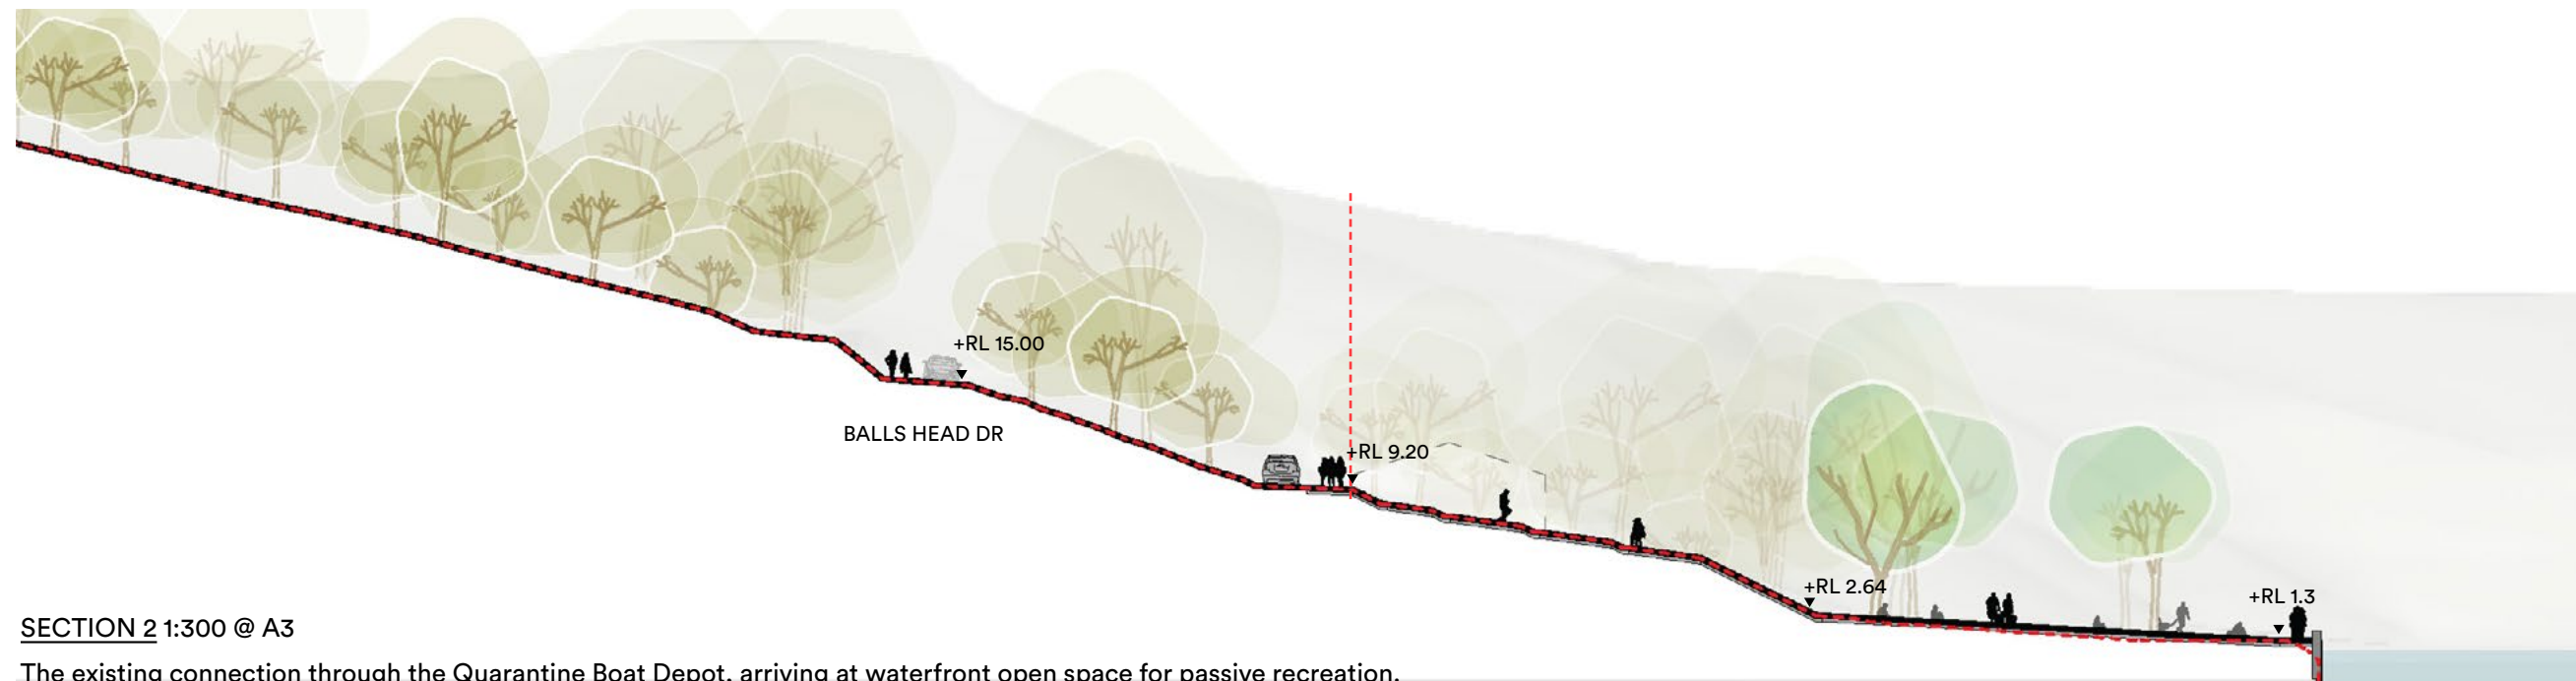 +RL 15.00
BALLS HEAD DR
+RL 9.20
+RL 2.64
+RL 1.3
SECTION 2 1:300 @ A3
The existing connection through the Quarantine Boat Depot, arriving at waterfront open space for passive recreation.